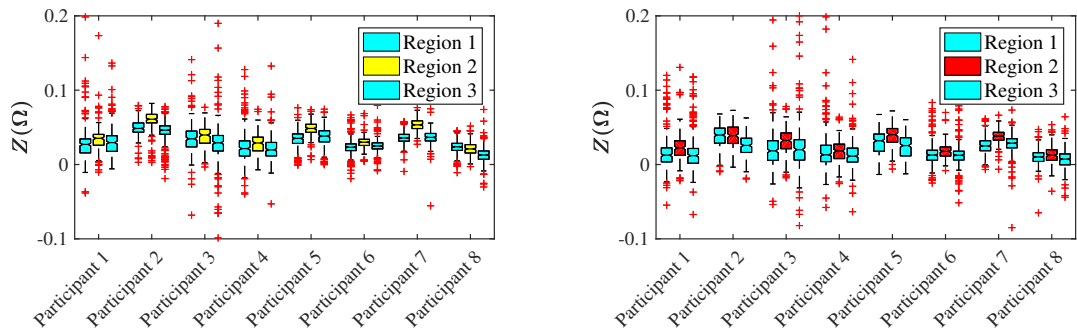 0.2
0.1
0
-0.1
Z(Ω)
Region 1
Region 2
Region 3
Participant 1
Participant 2
Participant 3
Participant 4
Participant 5
Participant 6
Participant 7
Participant 8
0.2
0.1
0
-0.1
Z(Ω)
Region 1
Region 2
Region 3
Participant 1
Participant 2
Participant 3
Participant 4
Participant 5
Participant 6
Participant 7
Participant 8